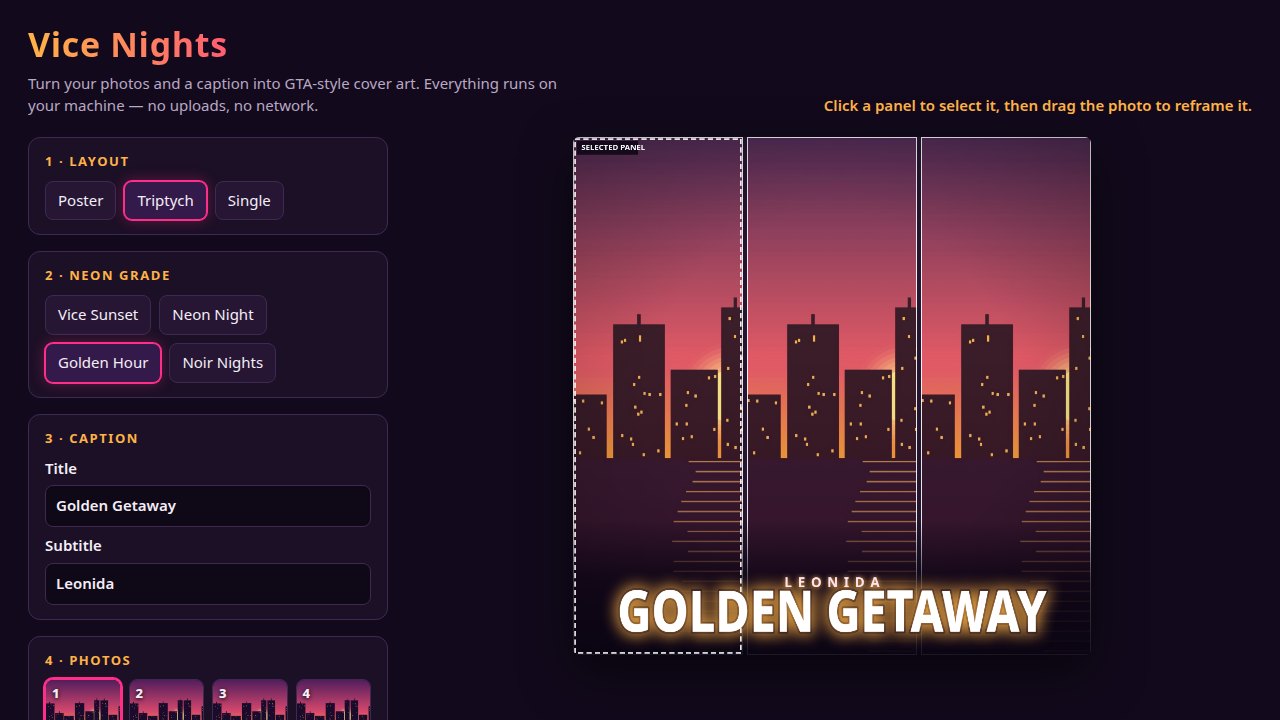 Vice Nights
Turn your photos and a caption into GTA-style cover art. Everything runs on
your machine — no uploads, no network.
Click a panel to select it, then drag the photo to reframe it.
1 · LAYOUT
Poster
Triptych
Single
2 · NEON GRADE
Vice Sunset
Neon Night
Golden Hour
Noir Nights
3 · CAPTION
Title
Golden Getaway
Subtitle
Leonida
4 · PHOTOS
1
2
3
4
SELECTED PANEL
LEONIDA
GOLDEN GETAWAY